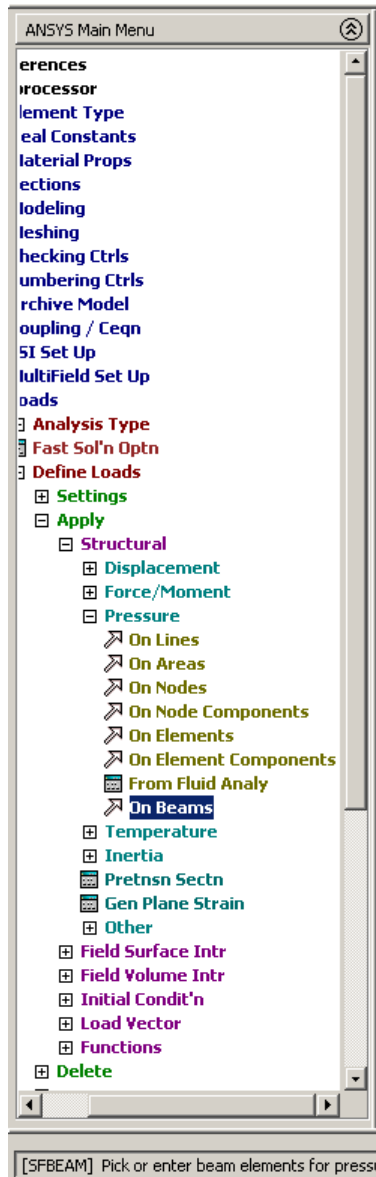 ANSYS Main Menu
erences
rocessor
lement Type
eal Constants
laterial Props
ections
lodeling
leshing
hecking Ctrls
umbering Ctrls
rchive Model
oupling / Ceqn
SI Set Up
lultiField Set Up
oads
Analysis Type
Fast Sol'n Optn
Define Loads
Settings
Apply
Structural
Displacement
Force/Moment
Pressure
On Lines
On Areas
On Nodes
On Node Components
On Elements
On Element Components
From Fluid Analy
On Beams
Temperature
Inertia
Pretnsn Sectn
Gen Plane Strain
Other
Field Surface Intr
Field Volume Intr
Initial Condit'n
Load Vector
Functions
Delete
[SFBEAM] Pick or enter beam elements for pressu